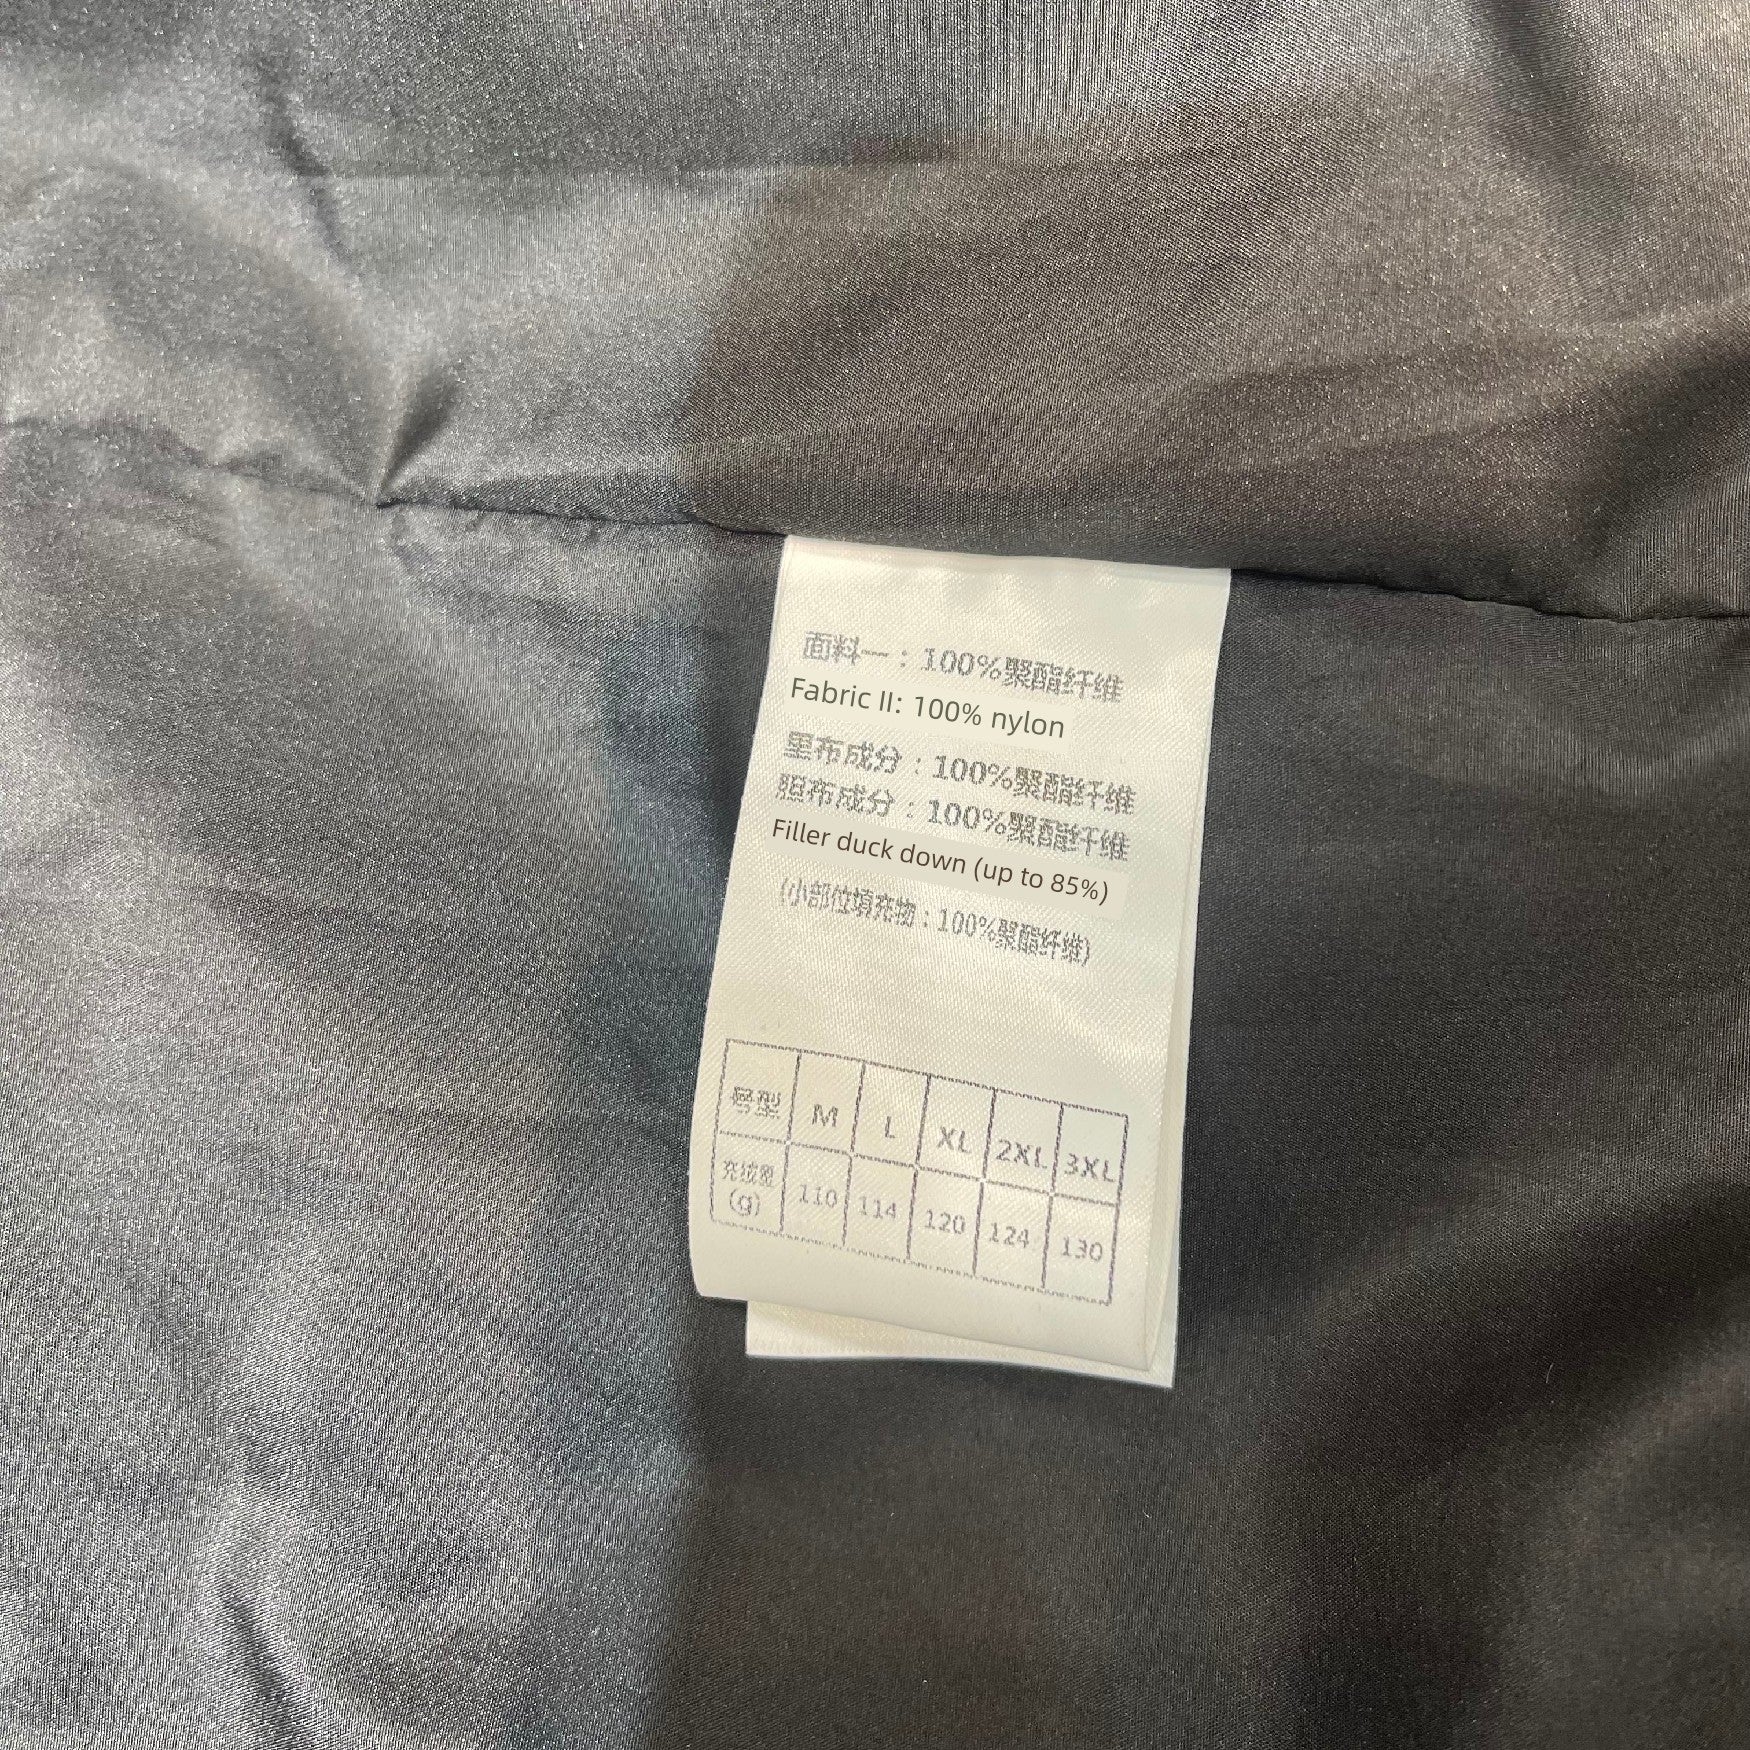 面料一：100%聚酯纤维
Fabric II: 100% nylon
里布成分：100%聚酯纤维
胆布成分：100%聚酯纤维
Filler duck down (up to 85%)
(小部位填充物：100%聚酯纤维)
号型 M L XL 2XL 3XL
充绒量(g) 110 114 120 124 130